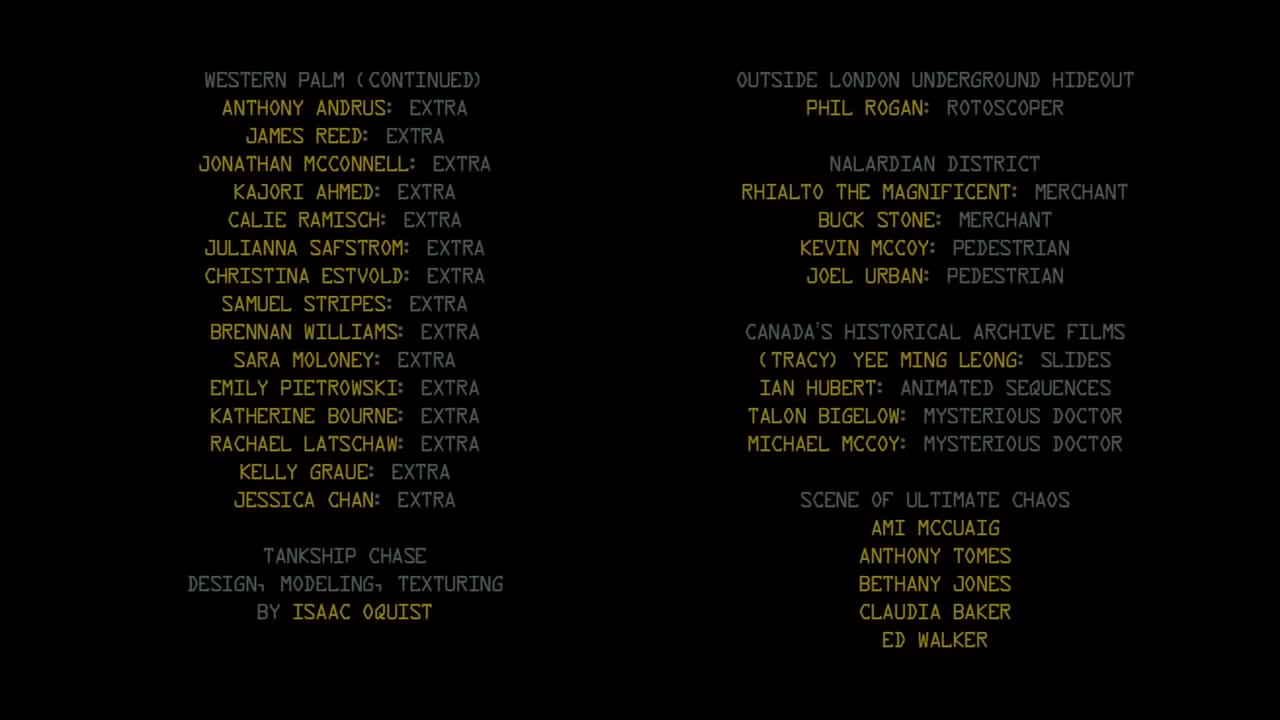 WESTERN PALM (CONTINUED)
ANTHONY ANDRUS: EXTRA
JAMES REED: EXTRA
JONATHAN MCCONNELL: EXTRA
KAJORI AHMED: EXTRA
CALIE RAMISCH: EXTRA
JULIANNA SAFSTROM: EXTRA
CHRISTINA ESTVOLD: EXTRA
SAMUEL STRIPES: EXTRA
BRENNAN WILLIAMS: EXTRA
SARA MOLONEY: EXTRA
EMILY PIETROWSKI: EXTRA
KATHERINE BOURNE: EXTRA
RACHAEL LATSCHAW: EXTRA
KELLY GRAUE: EXTRA
JESSICA CHAN: EXTRA
TANKSHIP CHASE
DESIGN, MODELING, TEXTURING
BY ISAAC OQUIST
OUTSIDE LONDON UNDERGROUND HIDEOUT
PHIL ROGAN: ROTOSCOPER
NALARDIAN DISTRICT
RHIALTO THE MAGNIFICENT: MERCHANT
BUCK STONE: MERCHANT
KEVIN MCCOY: PEDESTRIAN
JOEL URBAN: PEDESTRIAN
CANADA'S HISTORICAL ARCHIVE FILMS
(TRACY) YEE MING LEONG: SLIDES
IAN HUBERT: ANIMATED SEQUENCES
TALON BIGELOW: MYSTERIOUS DOCTOR
MICHAEL MCCOY: MYSTERIOUS DOCTOR
SCENE OF ULTIMATE CHAOS
AMI MCCUAIG
ANTHONY TOMES
BETHANY JONES
CLAUDIA BAKER
ED WALKER